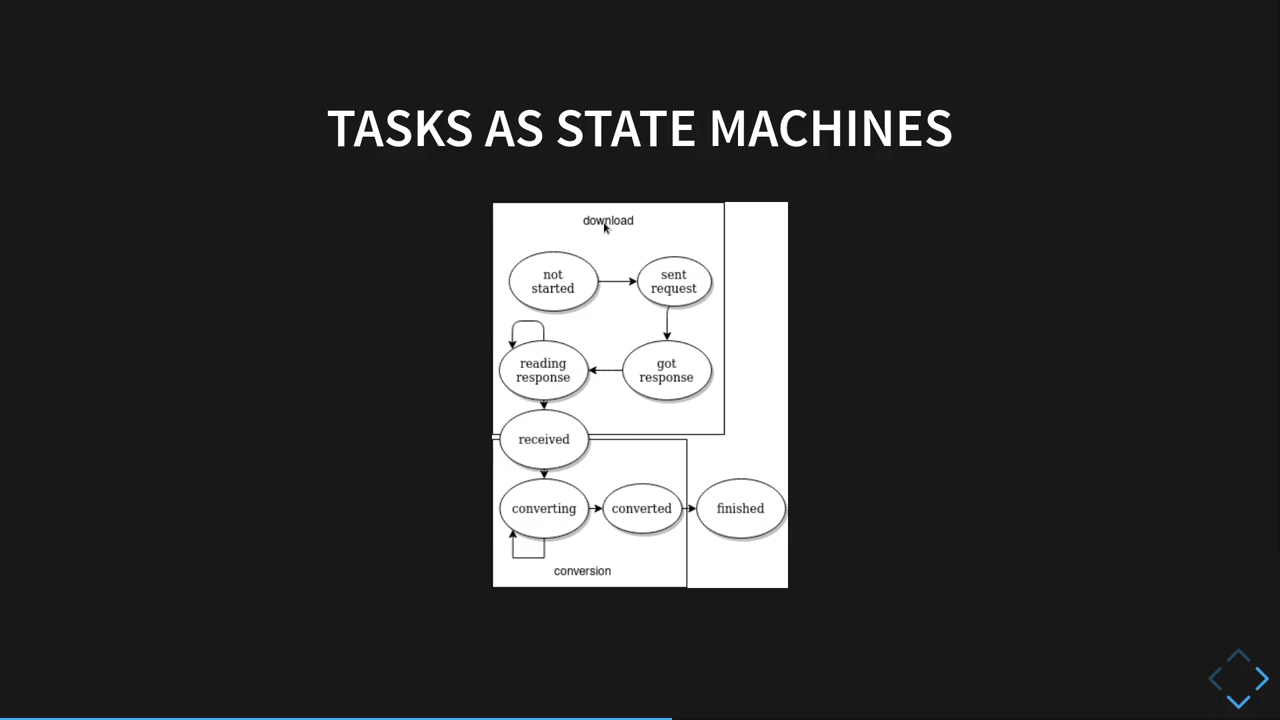 TASKS AS STATE MACHINES
download
not
started
sent
request
reading
response
got
response
received
converting
converted
finished
conversion